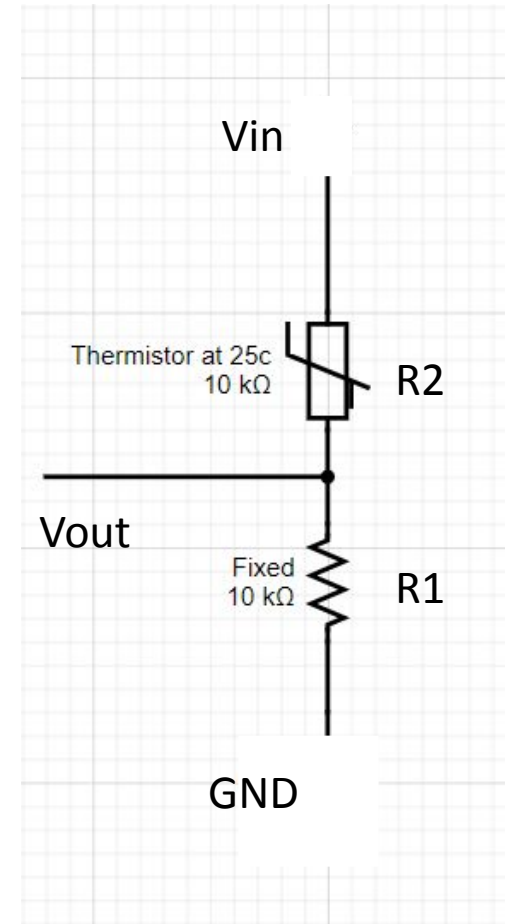 Vin
Thermistor at 25c
10 kΩ
R2
Vout
Fixed
10 kΩ
R1
GND